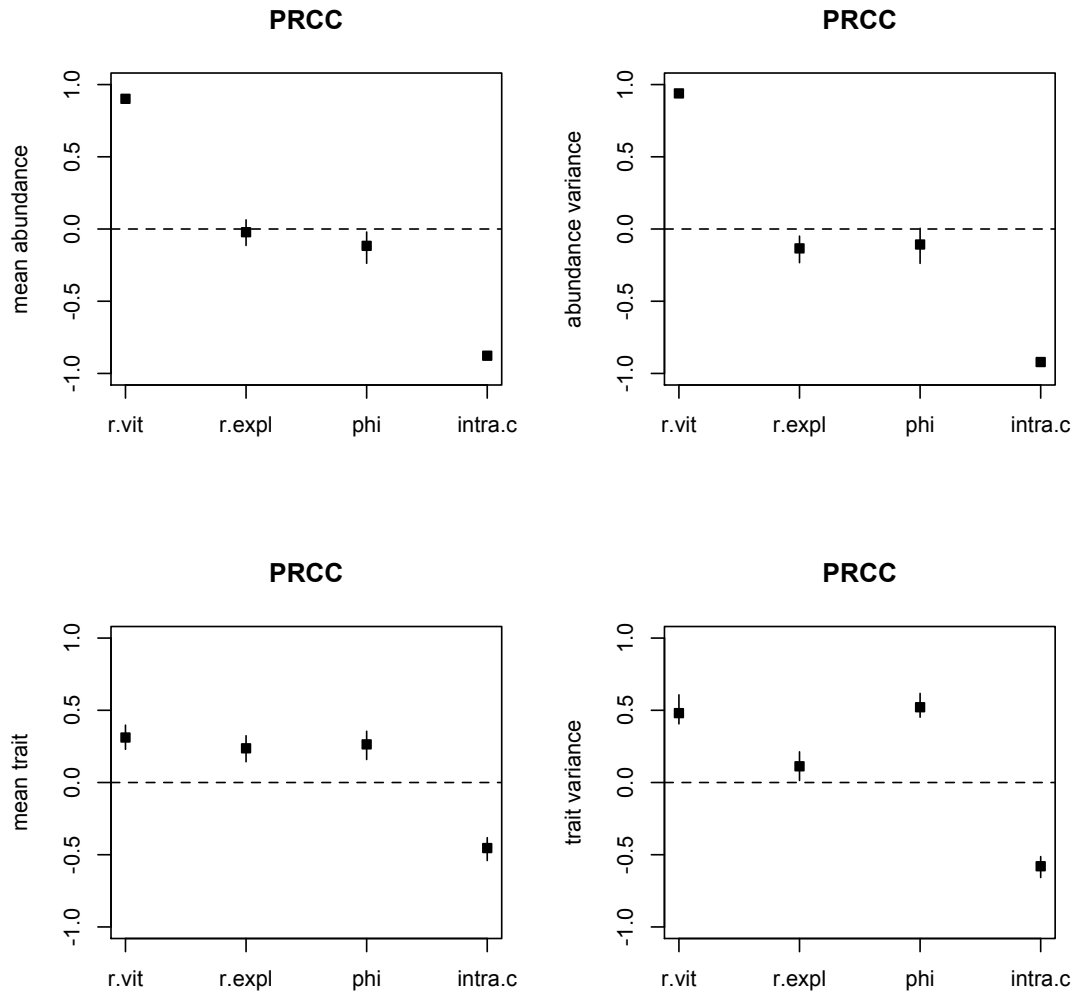 PRCC
mean abundance
1.0
0.5
0.0
-0.5
-1.0
r.vit r.expl phi intra.c
PRCC
abundance variance
1.0
0.5
0.0
-0.5
-1.0
r.vit r.expl phi intra.c
PRCC
mean trait
1.0
0.5
0.0
-0.5
-1.0
r.vit r.expl phi intra.c
PRCC
trait variance
1.0
0.5
0.0
-0.5
-1.0
r.vit r.expl phi intra.c